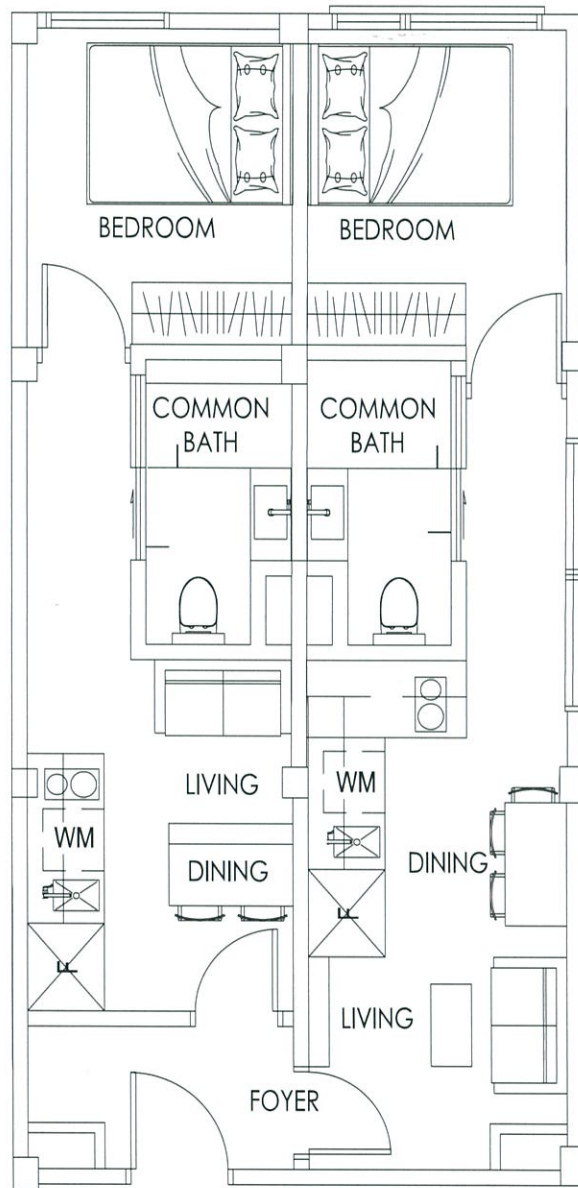 BEDROOM
BEDROOM
COMMON
BATH
COMMON
BATH
LIVING
WM
WM
DINING
DINING
F
F
LIVING
FOYER